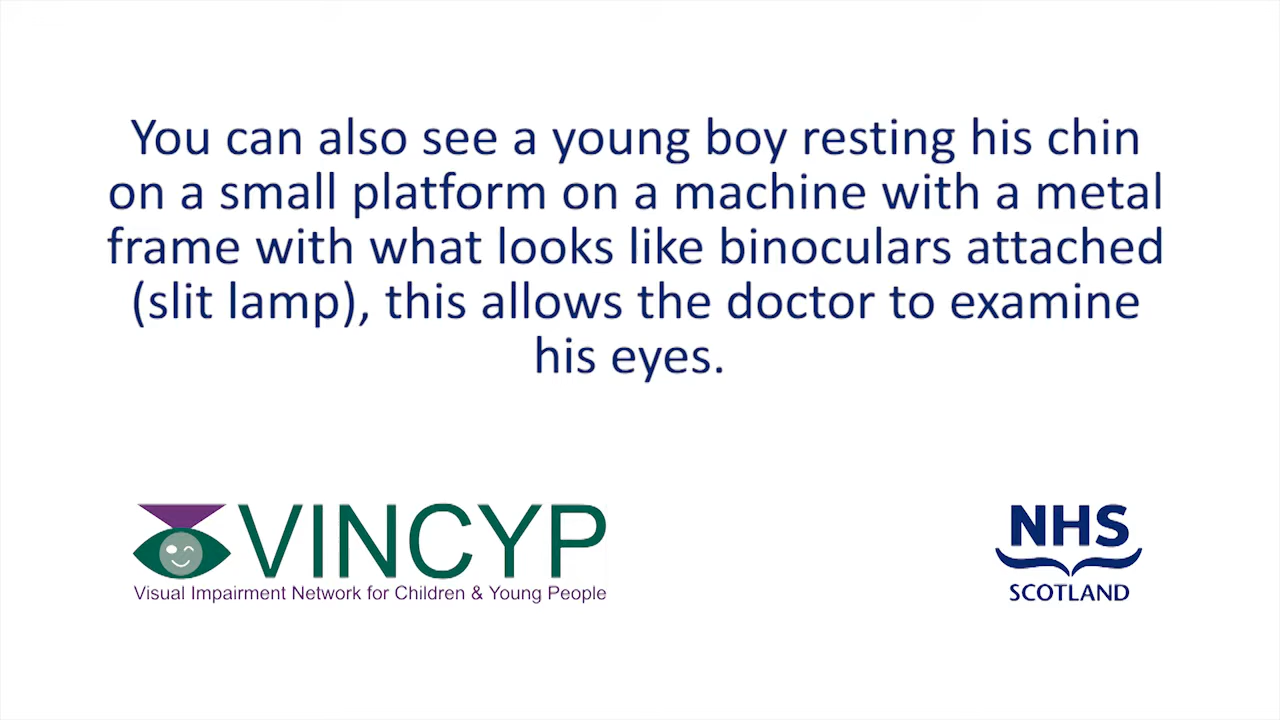 You can also see a young boy resting his chin
on a small platform on a machine with a metal
frame with what looks like binoculars attached
(slit lamp), this allows the doctor to examine
his eyes.
VINCYP
Visual Impairment Network for Children & Young People
NHS
SCOTLAND